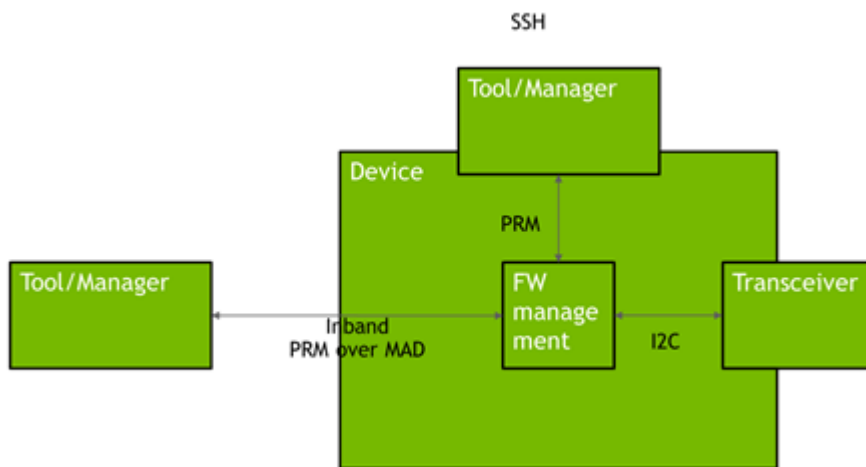 SSH
Tool/Manager
Device
PRM
Tool/Manager
FW
manage
ment
Transceiver
Inband
PRM over MAD
I2C